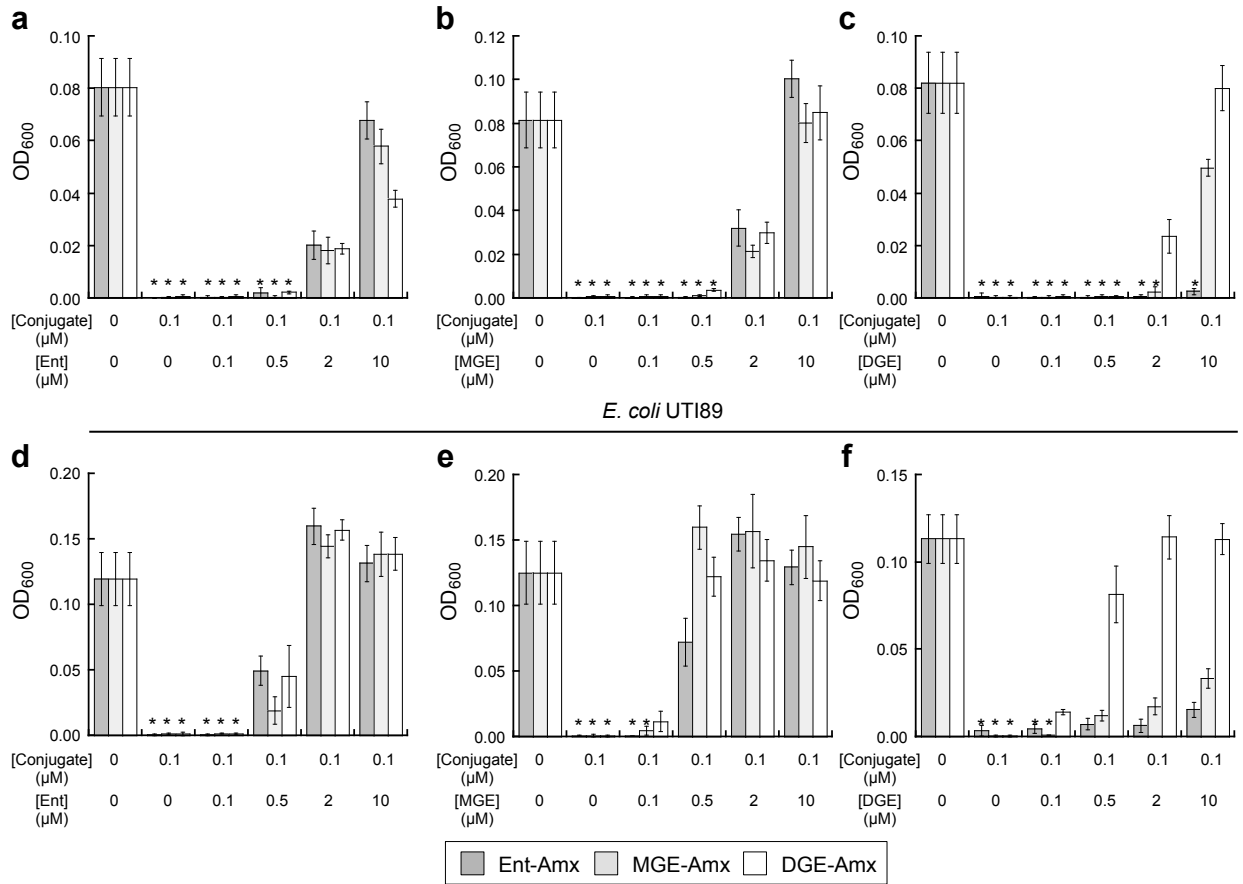 a
b
c
0.10
0.08
0.06
0.04
0.02
0.00
OD600
* * * * * * * * *
[Conjugate] 0 0.1 0.1 0.1 0.1 0.1
(µM)
[Ent] 0 0 0.1 0.5 2 10
(µM)
0.12
0.10
0.08
0.06
0.04
0.02
0.00
OD600
* * * * * * * * *
[Conjugate] 0 0.1 0.1 0.1 0.1 0.1
(µM)
[MGE] 0 0 0.1 0.5 2 10
(µM)
0.10
0.08
0.06
0.04
0.02
0.00
OD600
* * * * * * * * * * * *
[Conjugate] 0 0.1 0.1 0.1 0.1 0.1
(µM)
[DGE] 0 0 0.1 0.5 2 10
(µM)
E. coli UTI89
d
e
f
0.20
0.15
0.10
0.05
0.00
OD600
* * * * * *
[Conjugate] 0 0.1 0.1 0.1 0.1 0.1
(µM)
[Ent] 0 0 0.1 0.5 2 10
(µM)
0.20
0.15
0.10
0.05
0.00
OD600
* * * * *
[Conjugate] 0 0.1 0.1 0.1 0.1 0.1
(µM)
[MGE] 0 0 0.1 0.5 2 10
(µM)
0.15
0.10
0.05
0.00
OD600
* * * * *
[Conjugate] 0 0.1 0.1 0.1 0.1 0.1
(µM)
[DGE] 0 0 0.1 0.5 2 10
(µM)
Ent-Amx MGE-Amx DGE-Amx